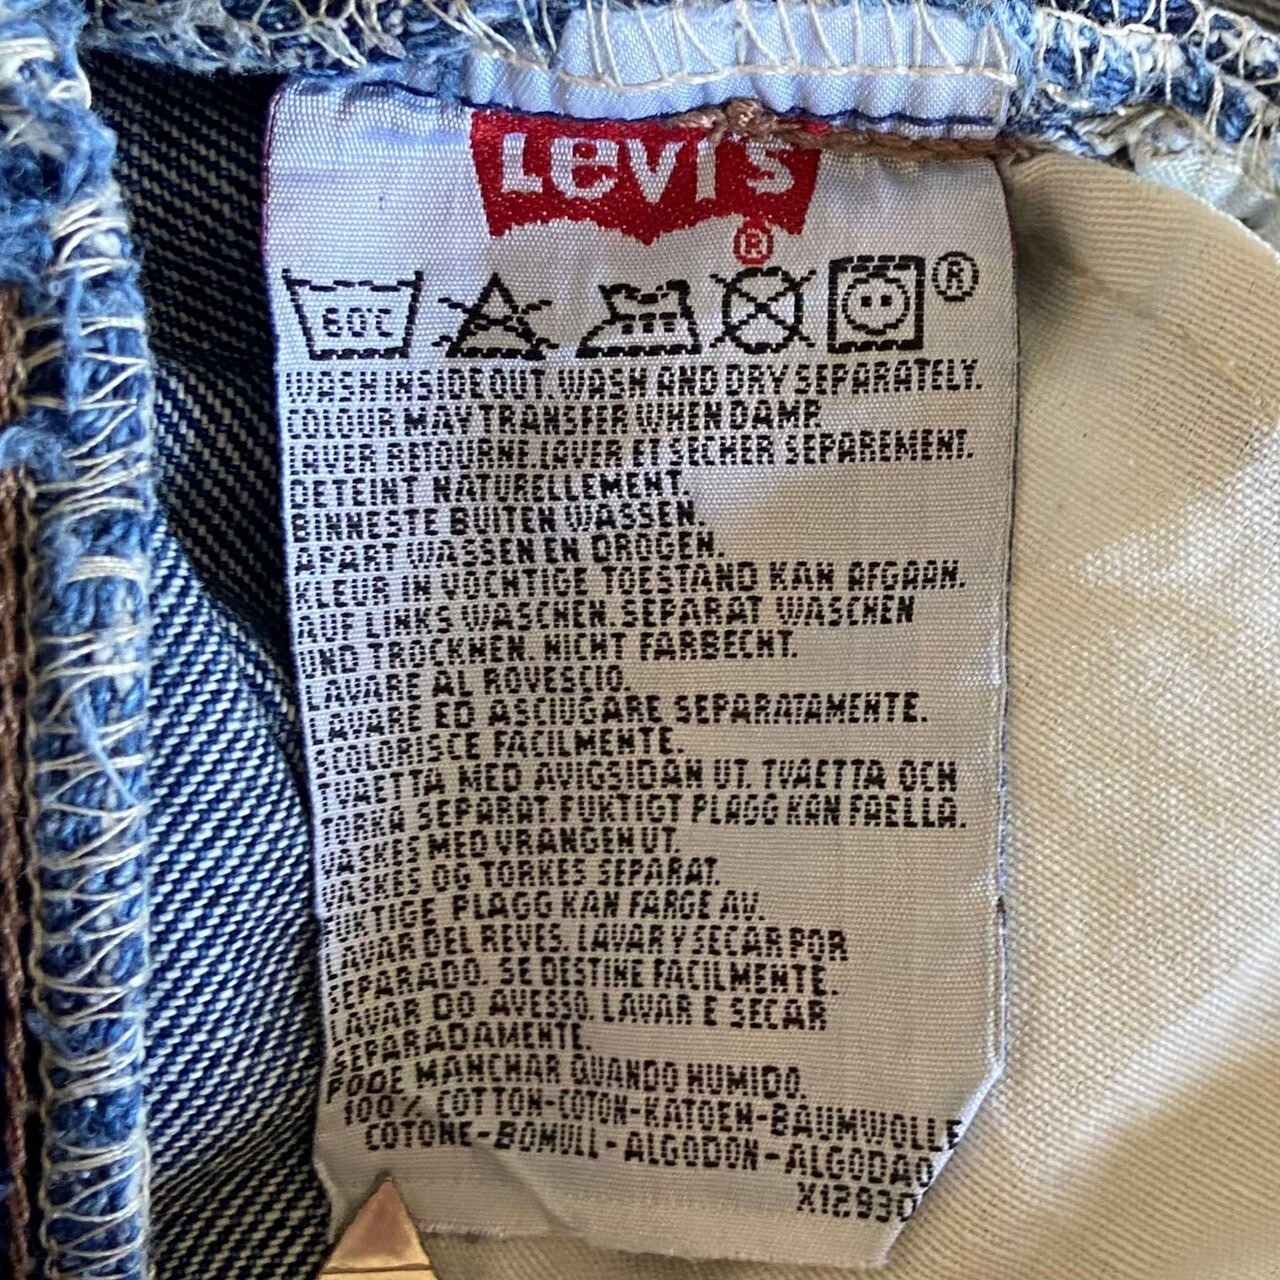 Levi's
®
60°C ®
WASH INSIDE OUT. WASH AND DRY SEPARATELY.
COLOUR MAY TRANSFER WHEN DAMP.
LAVER RETOURNE. LAVER ET SECHER SEPAREMENT.
DETEINT NATURELLEMENT.
BINNESTE BUITEN WASSEN.
APART WASSEN EN DROGEN.
KLEUR IN VOCHTIGE TOESTAND KAN AFGAAN.
AUF LINKS WASCHEN. SEPARAT WASCHEN
UND TROCKNEN. NICHT FARBECHT.
LAVARE AL ROVESCIO.
LAVARE ED ASCIUGARE SEPARATAMENTE.
SCOLORISCE FACILMENTE.
TVAETTA MED AVIGSIDAN UT. TVAETTA OCH
TORKA SEPARAT. FUKTIGT PLAGG KAN FAELLA.
VASKES MED VRANGEN UT.
VASKES OG TORKES SEPARAT.
FUKTIGE PLAGG KAN FARGE AV.
LAVAR DEL REVES. LAVAR Y SECAR POR
SEPARADO. SE DESTINE FACILMENTE.
LAVAR DO AVESSO. LAVAR E SECAR
SEPARADAMENTE.
PODE MANCHAR QUANDO HUMIDO.
100% COTTON-COTON-KATOEN-BAUMWOLLE
COTONE-BOMULL-ALGODON-ALGODAO
X12930